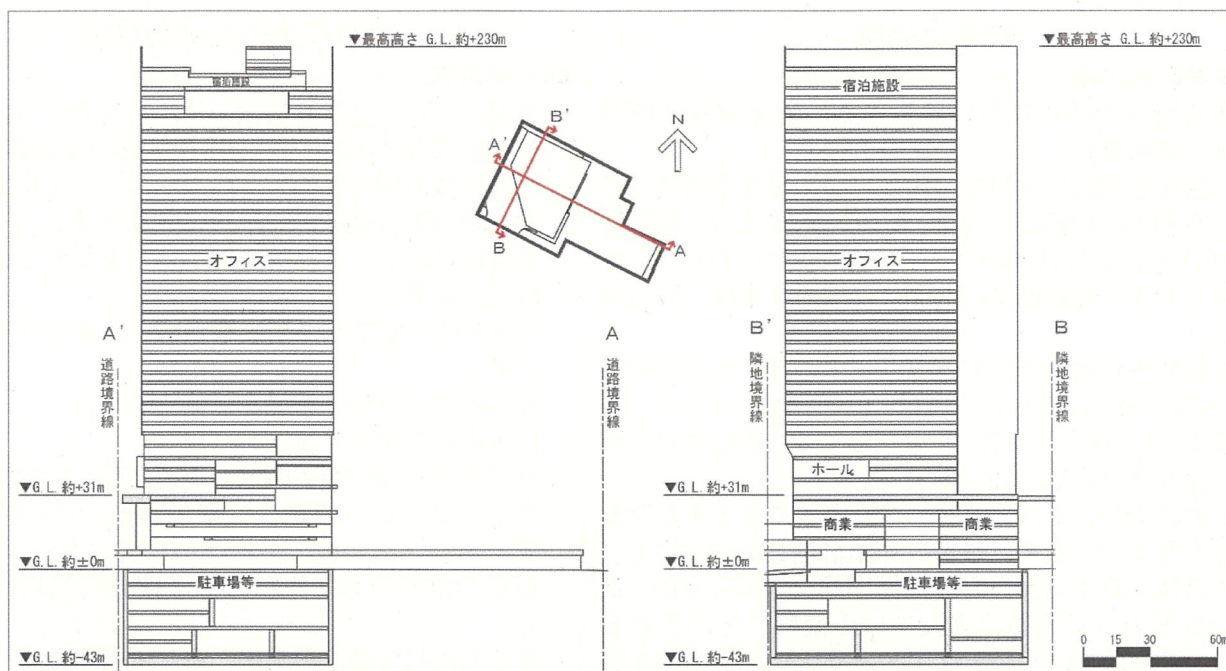 ▼最高高さ G.L.約+230m
宿泊施設
オフィス
A'
道路境界線
A
道路境界線
▼G.L.約+31m
▼G.L.約±0m
駐車場等
▼G.L.約-43m
B'
A'
N
B
A
▼最高高さ G.L.約+230m
宿泊施設
オフィス
B'
隣地境界線
B
隣地境界線
ホール
▼G.L.約+31m
商業
商業
▼G.L.約±0m
駐車場等
▼G.L.約-43m
0 15 30 60m